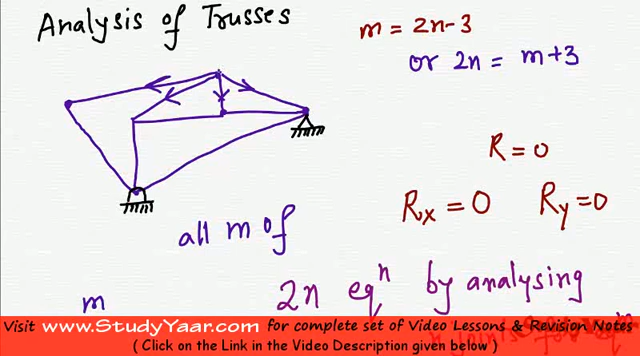 Analysis of Trusses
m = 2n-3
or 2n = m+3
R = 0
Rx = 0 Ry = 0
all m of
m 2n eqⁿ by analysing
Visit www.StudyYaar.com for complete set of Video Lessons & Revision Notes
( Click on the Link in the Video Description given below )